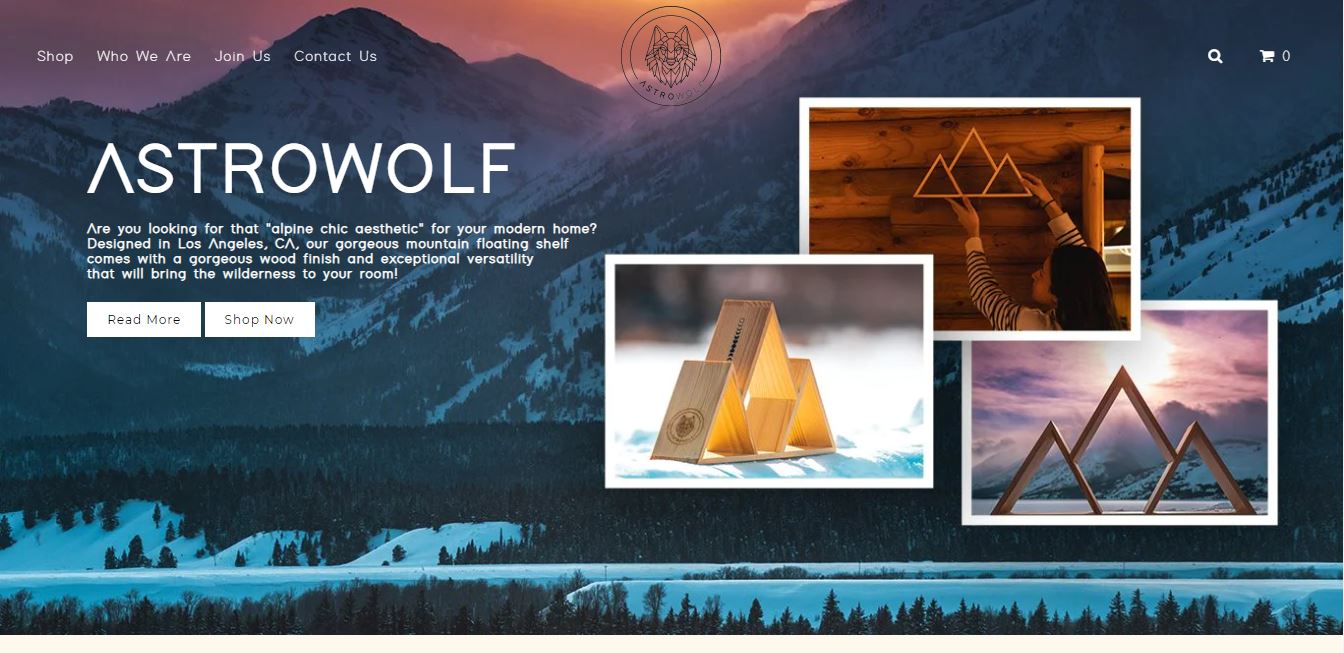 Shop Who We Are Join Us Contact Us
ASTROWOLF
0
ASTROWOLF
Are you looking for that "alpine chic aesthetic" for your modern home?
Designed in Los Angeles, CA, our gorgeous mountain floating shelf
comes with a gorgeous wood finish and exceptional versatility
that will bring the wilderness to your room!
Read More Shop Now